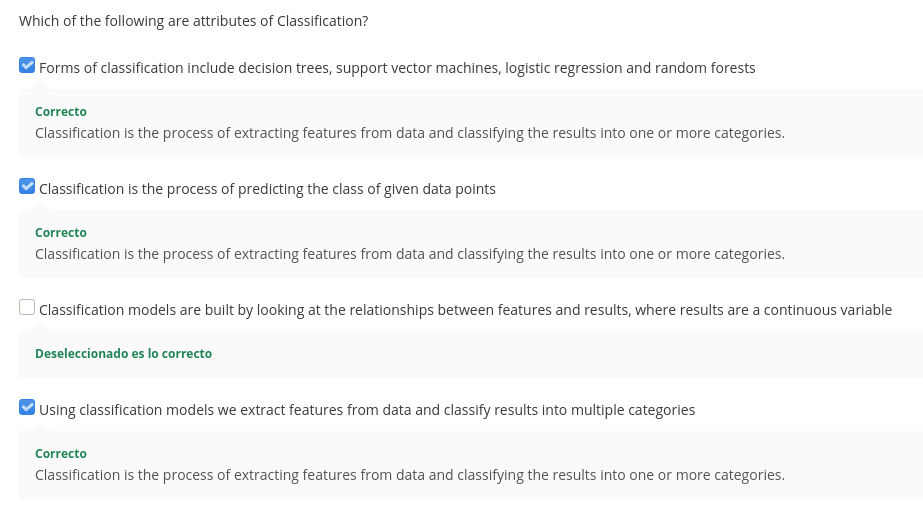 Which of the following are attributes of Classification?
Forms of classification include decision trees, support vector machines, logistic regression and random forests
Correcto
Classification is the process of extracting features from data and classifying the results into one or more categories.
Classification is the process of predicting the class of given data points
Correcto
Classification is the process of extracting features from data and classifying the results into one or more categories.
Classification models are built by looking at the relationships between features and results, where results are a continuous variable
Deseleccionado es lo correcto
Using classification models we extract features from data and classify results into multiple categories
Correcto
Classification is the process of extracting features from data and classifying the results into one or more categories.